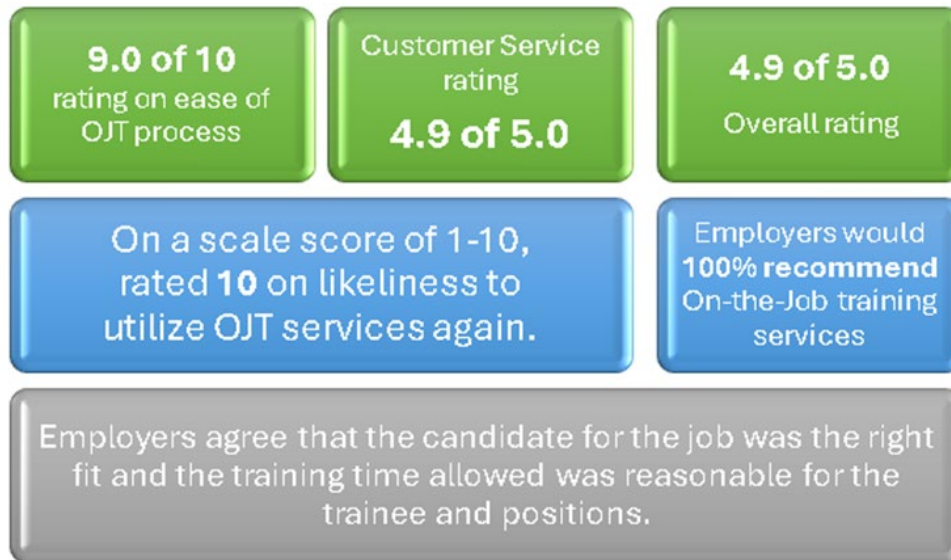 9.0 of 10
rating on ease of
OJT process
Customer Service
rating
4.9 of 5.0
4.9 of 5.0
Overall rating
On a scale score of 1-10,
rated 10 on likeliness to
utilize OJT services again.
Employers would
100% recommend
On-the-Job training
services
Employers agree that the candidate for the job was the right
fit and the training time allowed was reasonable for the
trainee and positions.